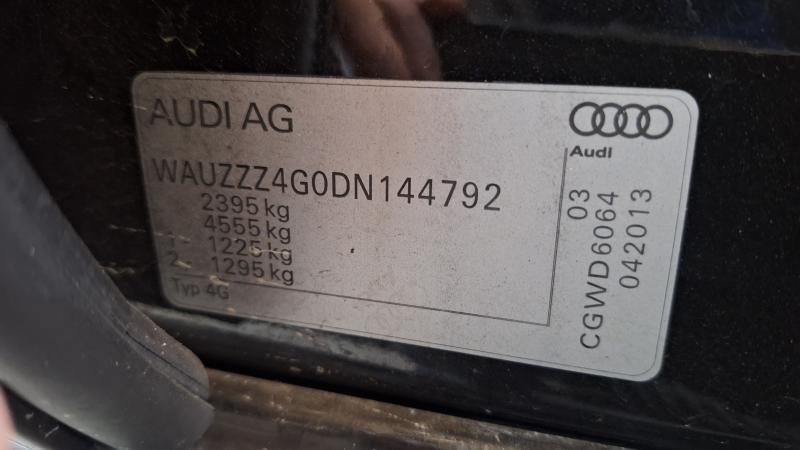 AUDI AG
Audi
WAUZZZ4G0DN144792
2395 kg
4555 kg
1- 1225 kg
2- 1295 kg
Typ 4G
03
CGWD6064
042013